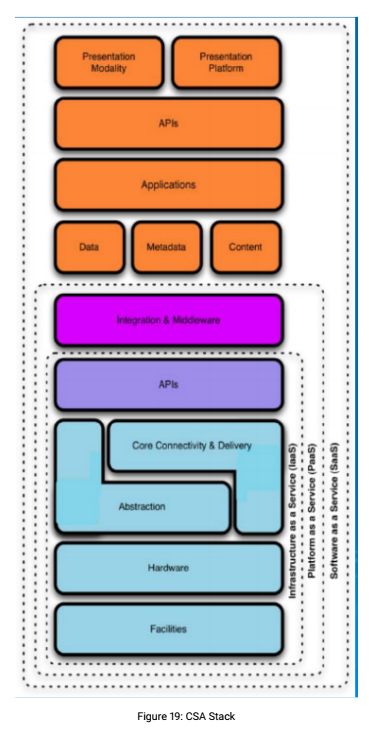 Presentation
Modality
Presentation
Platform
APIs
Applications
Data
Metadata
Content
Integration & Middleware
APIs
Core Connectivity & Delivery
Abstraction
Hardware
Facilities
Infrastructure as a Service (IaaS)
Platform as a Service (PaaS)
Software as a Service (SaaS)
Figure 19: CSA Stack